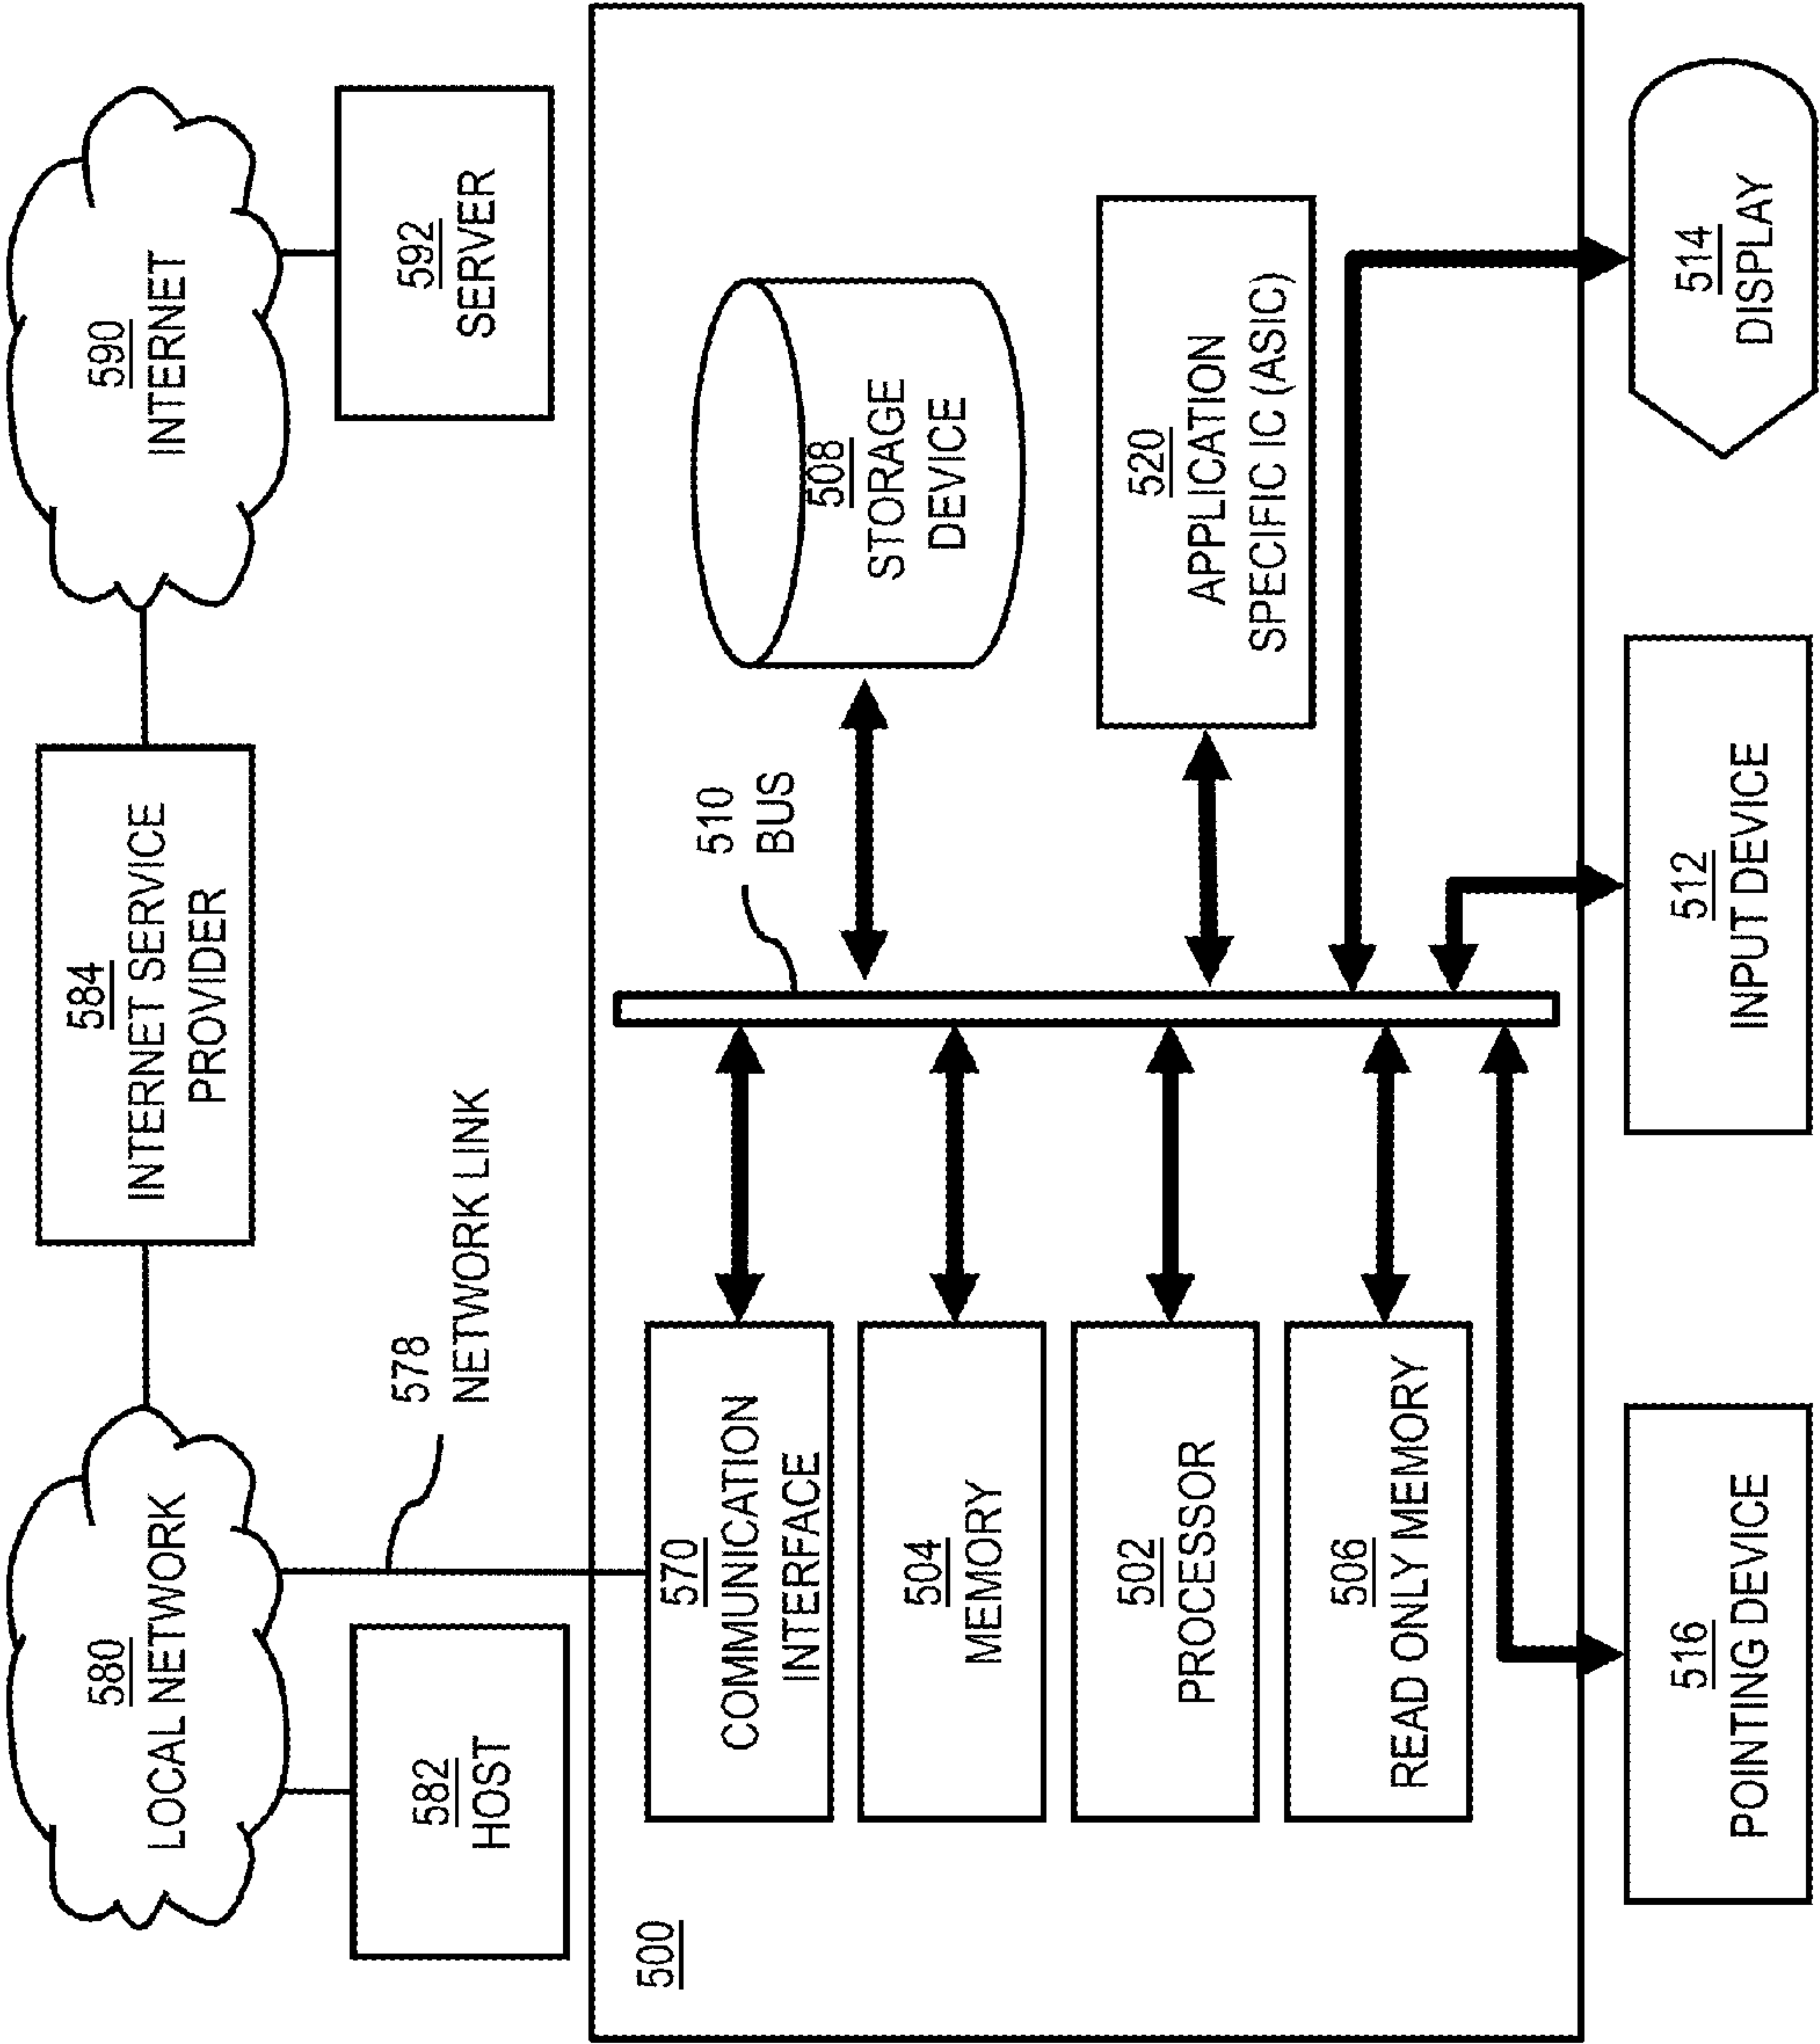 580
LOCAL NETWORK
584
INTERNET SERVICE
PROVIDER
590
INTERNET
582
HOST
578
NETWORK LINK
592
SERVER
500
570
COMMUNICATION
INTERFACE
510
BUS
508
STORAGE
DEVICE
504
MEMORY
502
PROCESSOR
520
APPLICATION
SPECIFIC IC (ASIC)
506
READ ONLY MEMORY
516
POINTING DEVICE
512
INPUT DEVICE
514
DISPLAY